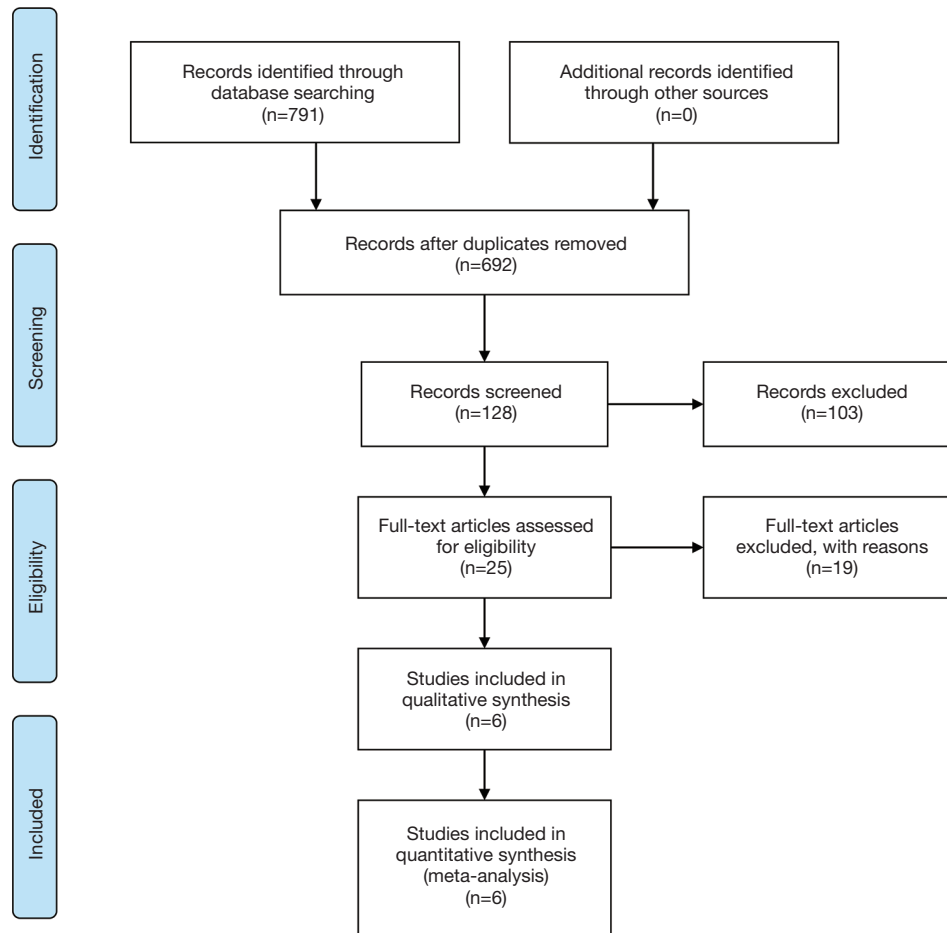 Identification
Records identified through
database searching
(n=791)
Additional records identified
through other sources
(n=0)
Records after duplicates removed
(n=692)
Screening
Records screened
(n=128)
Records excluded
(n=103)
Eligibility
Full-text articles assessed
for eligibility
(n=25)
Full-text articles
excluded, with reasons
(n=19)
Studies included in
qualitative synthesis
(n=6)
Included
Studies included in
quantitative synthesis
(meta-analysis)
(n=6)